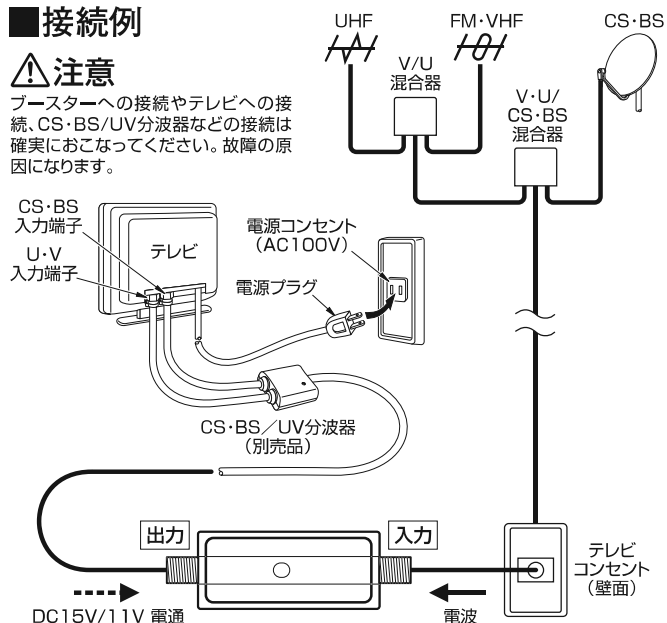 ■接続例
注意
ブースターへの接続やテレビへの接
続、CS・BS/UV分波器などの接続は
確実におこなってください。故障の原
因になります。
UHF
FM・VHF
CS・BS
V/U
混合器
V・U/
CS・BS
混合器
CS・BS
入力端子
U・V
入力端子
テレビ
電源コンセント
(AC100V)
電源プラグ
CS・BS/UV分波器
(別売品)
出力
入力
テレビ
コンセント
(壁面)
DC15V/11V 電通
電波